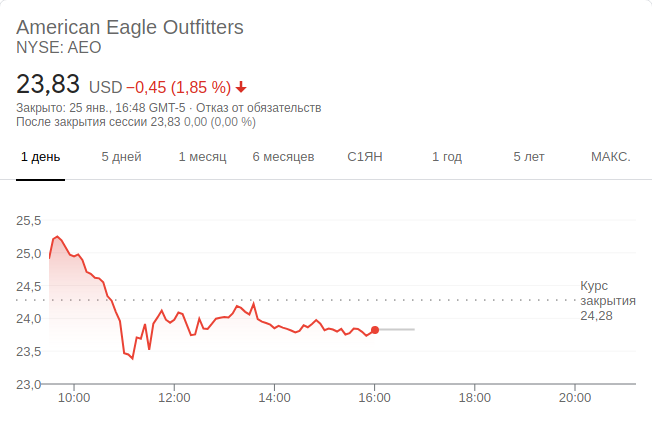 American Eagle Outfitters
NYSE: AEO
23,83 USD −0,45 (1,85 %)
Закрыто: 25 янв., 16:48 GMT-5 · Отказ от обязательств
После закрытия сессии 23,83 0,00 (0,00 %)
1 день 5 дней 1 месяц 6 месяцев С1ЯН 1 год 5 лет МАКС.
25,5
25,0
24,5
24,0
23,5
23,0
Курс
закрытия
24,28
10:00 12:00 14:00 16:00 18:00 20:00